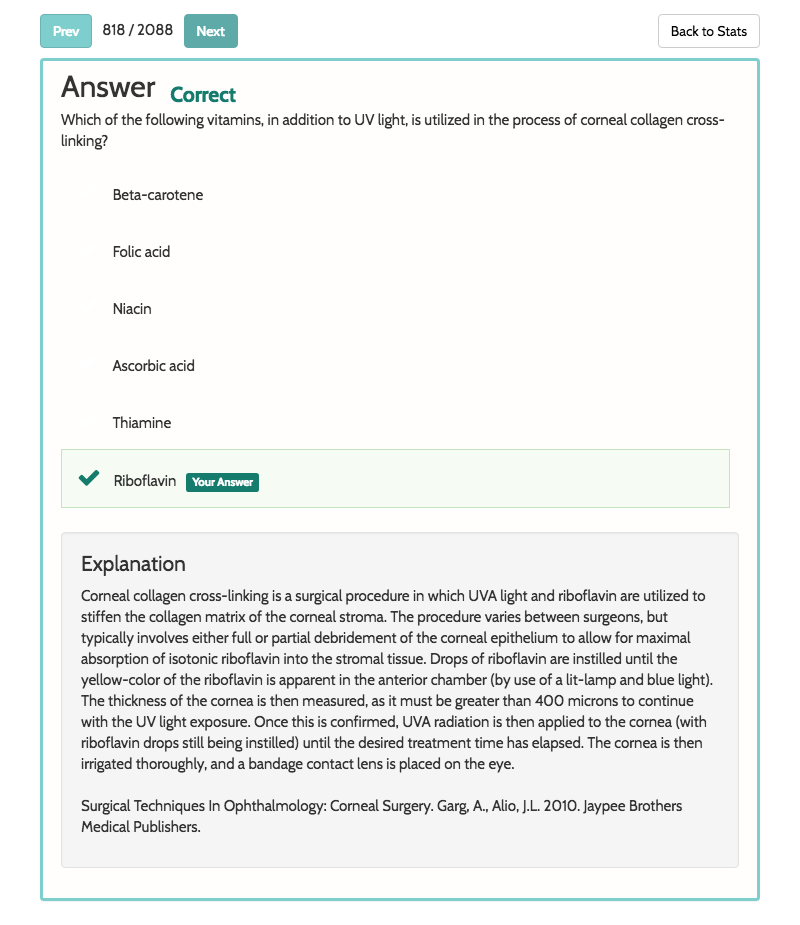 Prev 818 / 2088 Next Back to Stats
Answer Correct
Which of the following vitamins, in addition to UV light, is utilized in the process of corneal collagen cross-
linking?
Beta-carotene
Folic acid
Niacin
Ascorbic acid
Thiamine
Riboflavin Your Answer
Explanation
Corneal collagen cross-linking is a surgical procedure in which UVA light and riboflavin are utilized to
stiffen the collagen matrix of the corneal stroma. The procedure varies between surgeons, but
typically involves either full or partial debridement of the corneal epithelium to allow for maximal
absorption of isotonic riboflavin into the stromal tissue. Drops of riboflavin are instilled until the
yellow-color of the riboflavin is apparent in the anterior chamber (by use of a lit-lamp and blue light).
The thickness of the cornea is then measured, as it must be greater than 400 microns to continue
with the UV light exposure. Once this is confirmed, UVA radiation is then applied to the cornea (with
riboflavin drops still being instilled) until the desired treatment time has elapsed. The cornea is then
irrigated thoroughly, and a bandage contact lens is placed on the eye.
Surgical Techniques In Ophthalmology: Corneal Surgery. Garg, A., Alio, J.L. 2010. Jaypee Brothers
Medical Publishers.